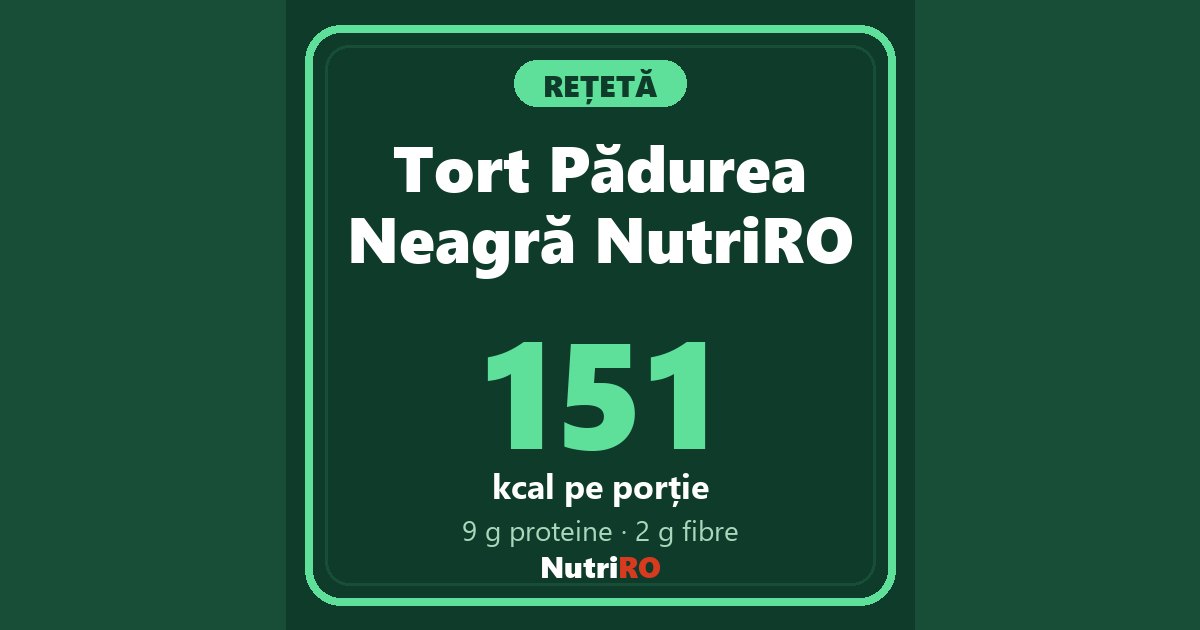 REȚETĂ
Tort Pădurea
Neagră NutriRO
151
kcal pe porție
9 g proteine · 2 g fibre
NutriRO